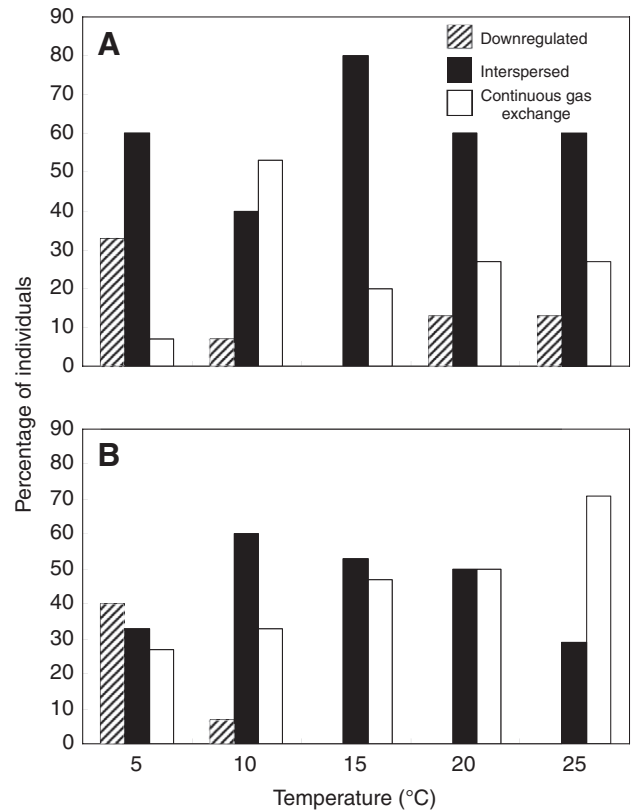 90
80
70
60
50
40
30
20
10
0
A
Downregulated
Interspersed
Continuous gas
exchange
Percentage of individuals
90
80
70
60
50
40
30
20
10
0
B
5 10 15 20 25
Temperature (°C)